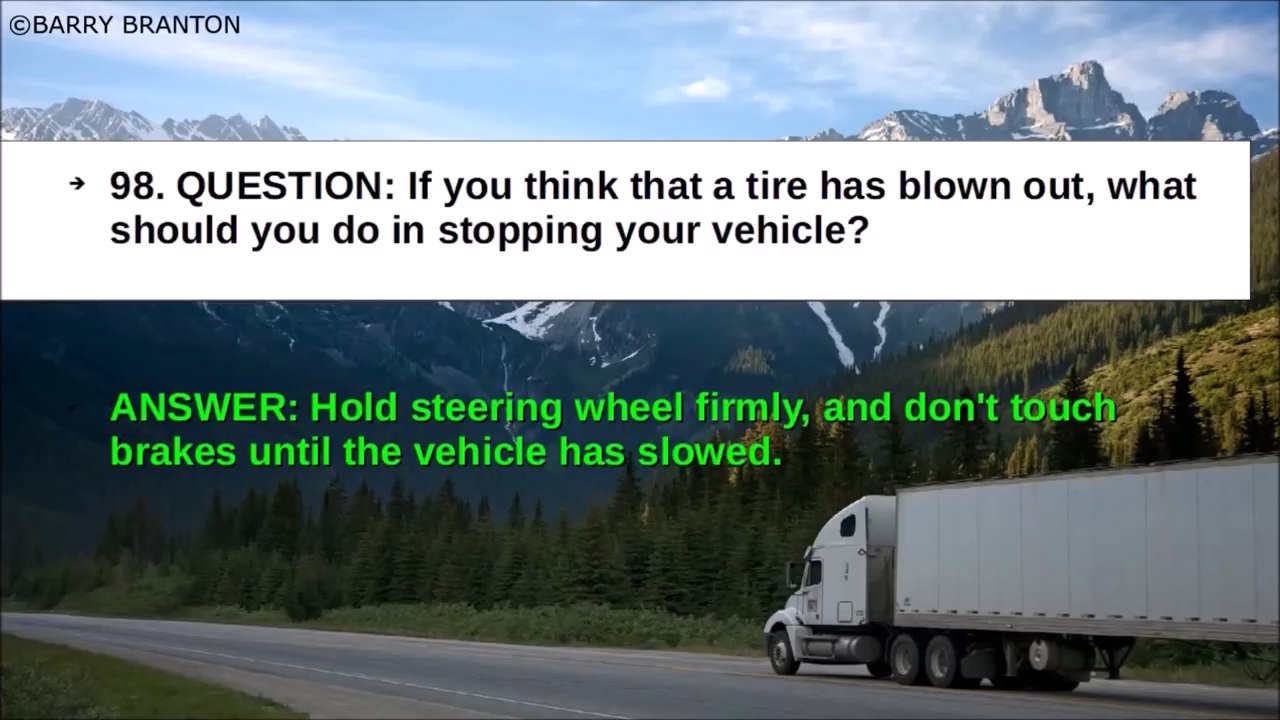 ©BARRY BRANTON
➔ 98. QUESTION: If you think that a tire has blown out, what
should you do in stopping your vehicle?
ANSWER: Hold steering wheel firmly, and don't touch
brakes until the vehicle has slowed.